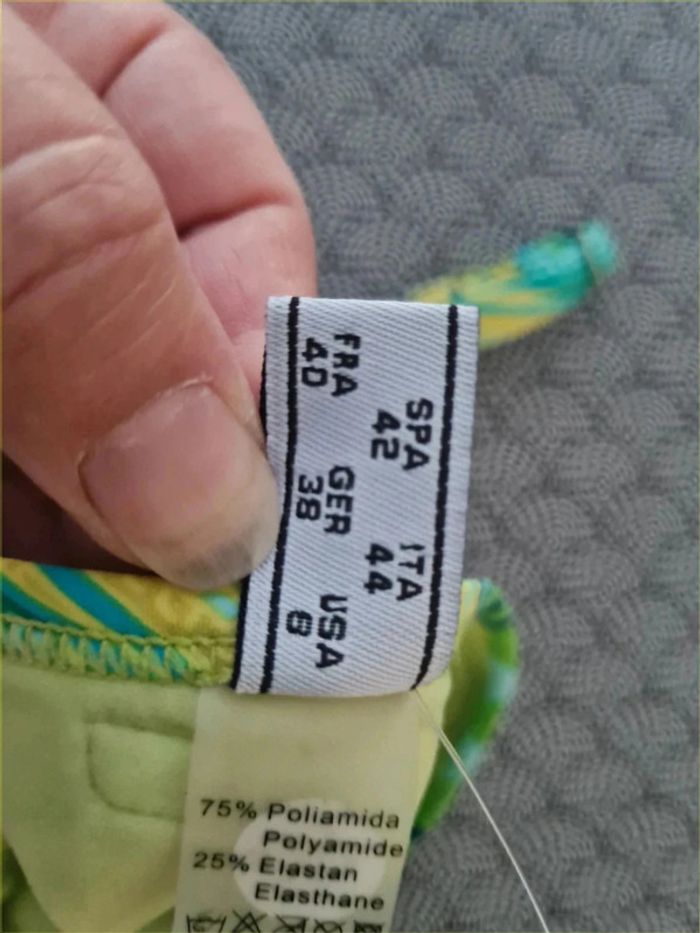 SPA
42
ITA
44
FRA
40
GER
38
USA
8
75% Poliamida
Polyamide
25% Elastan
Elasthane